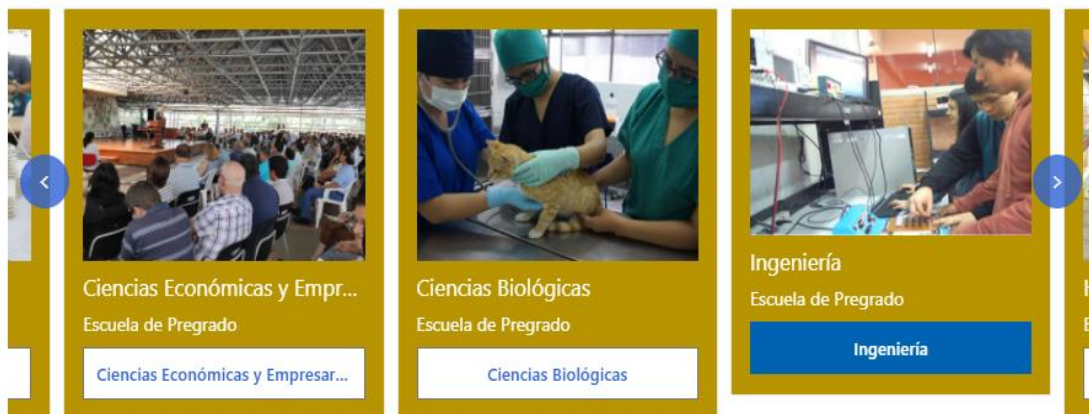 Ciencias Económicas y Empr...
Escuela de Pregrado
Ciencias Económicas y Empresar...
Ciencias Biológicas
Escuela de Pregrado
Ciencias Biológicas
Ingeniería
Escuela de Pregrado
Ingeniería